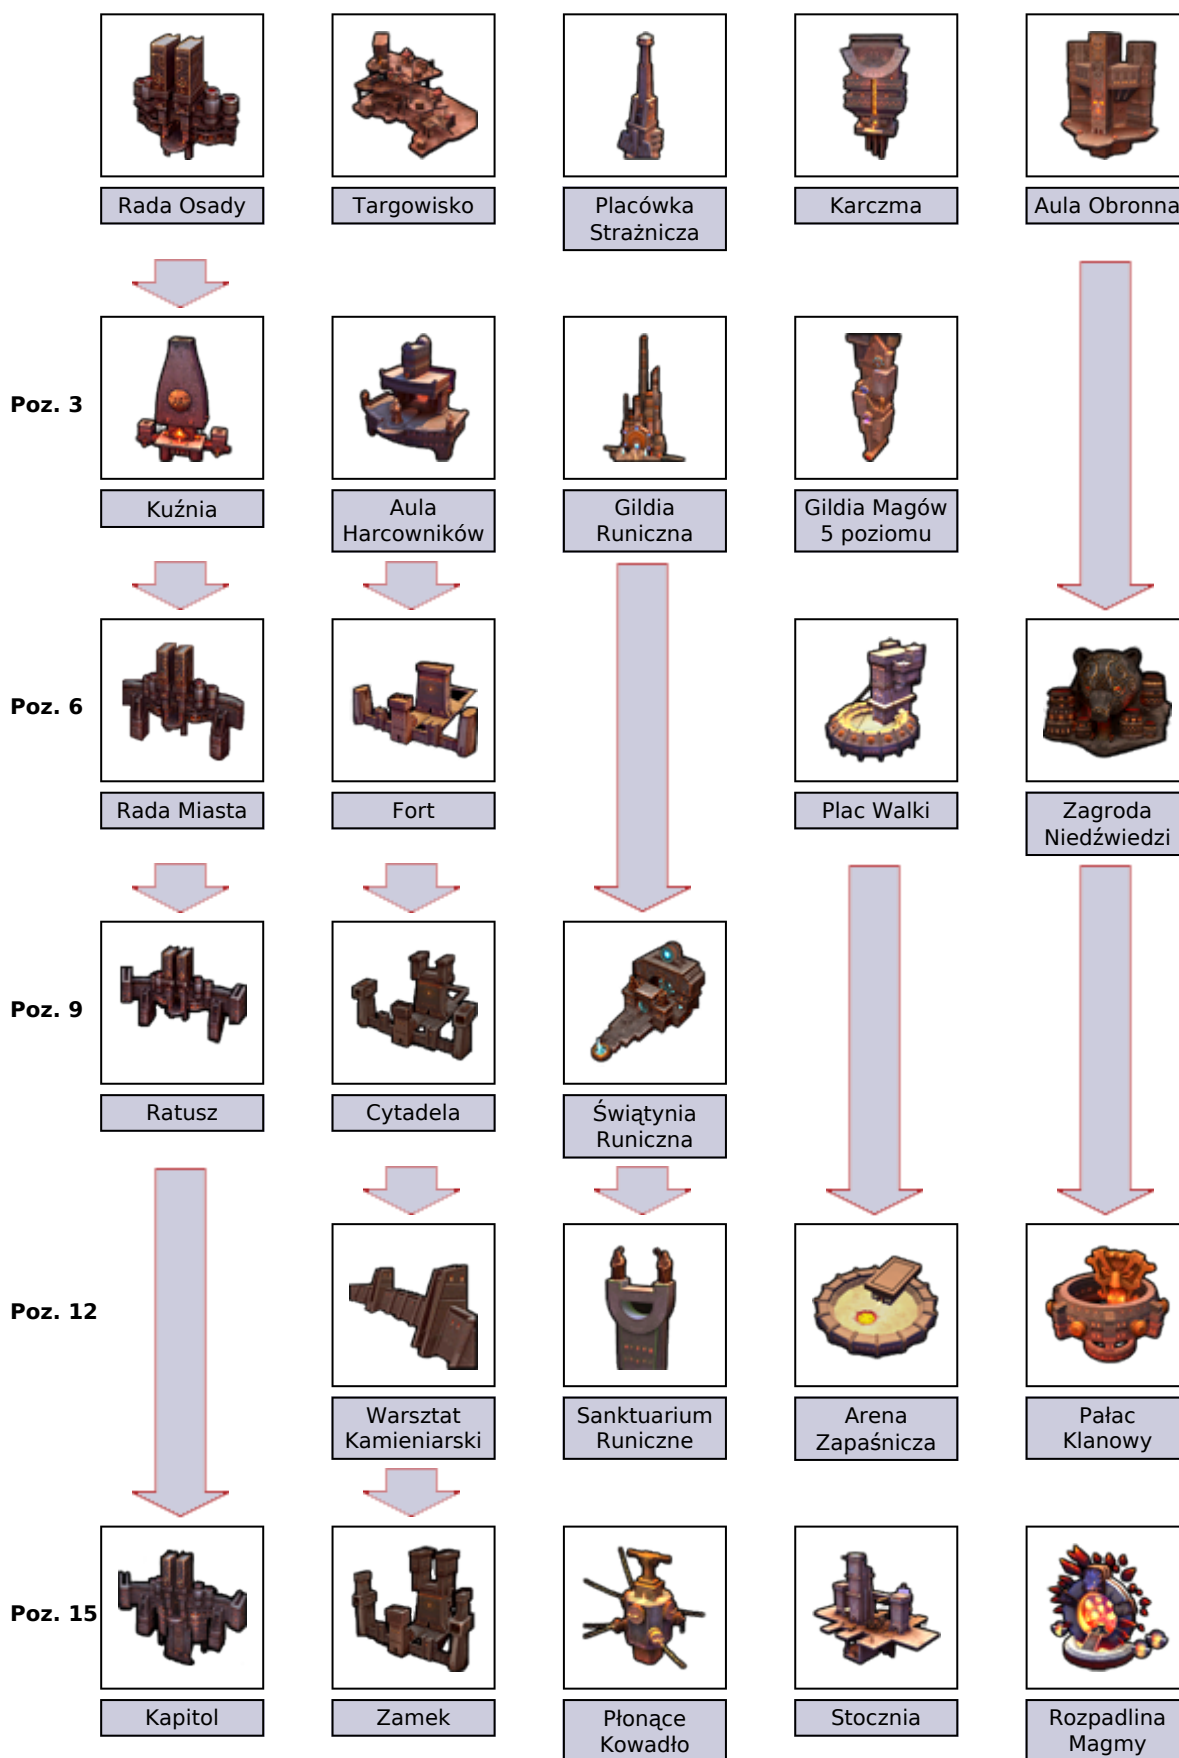 Rada Osady
Targowisko
Placówka
Strażnicza
Karczma
Aula Obronna
Poz. 3
Kuźnia
Aula
Harcowników
Gildia
Runiczna
Gildia Magów
5 poziomu
Poz. 6
Rada Miasta
Fort
Plac Walki
Zagroda
Niedźwiedzi
Poz. 9
Ratusz
Cytadela
Świątynia
Runiczna
Poz. 12
Warsztat
Kamieniarski
Sanktuarium
Runiczne
Arena
Zapaśnicza
Pałac
Klanowy
Poz. 15
Kapitol
Zamek
Płonące
Kowadło
Stocznia
Rozpadlina
Magmy